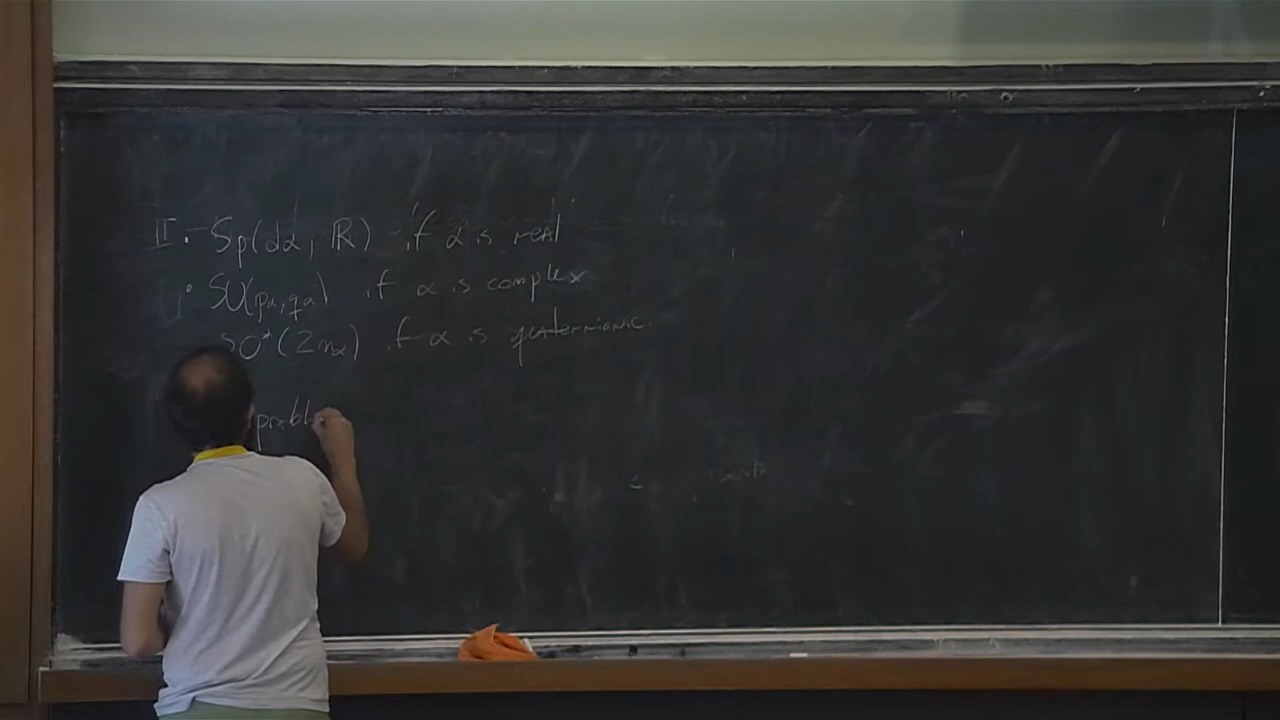 II. - Sp(dα, ℝ) if α is real
SU(pα, qα) if α is complex
SO*(2nα) if α is quaternionic.
probl